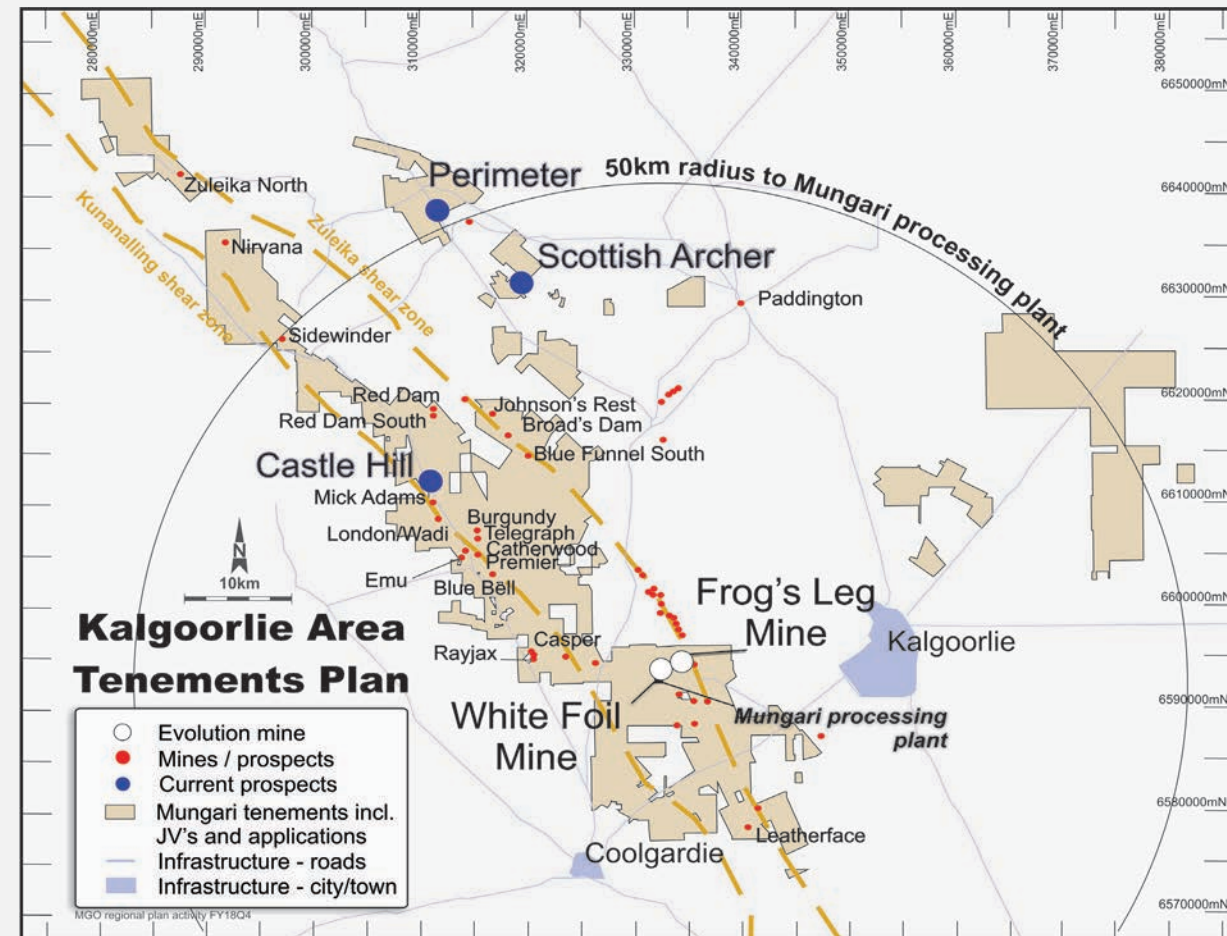 280000mE
290000mE
310000mE
310000mE
320000mE
330000mE
340000mE
350000mE
360000mE
370000mE
380000mE
6650000mN
6640000mN
6630000mN
6620000mN
6610000mN
6600000mN
6590000mN
6580000mN
6570000mN
50km radius to Mungari processing plant
Perimeter
Zuleika North
Kunanalling shear zone
Zuleika shear zone
Nirvana
Scottish Archer
Paddington
Sidewinder
Red Dam
Johnson's Rest
Red Dam South
Broad's Dam
Blue Funnel South
Castle Hill
Mick Adams
Burgundy
London/Wadi
Telegraph
Catherwood
Premier
Emu
Blue Bell
N
10km
Frog's Leg
Mine
Kalgoorlie
Casper
Rayjax
White Foil
Mine
Mungari processing
plant
Leatherface
Coolgardie
Kalgoorlie Area
Tenements Plan
Evolution mine
Mines / prospects
Current prospects
Mungari tenements incl.
JV's and applications
Infrastructure - roads
Infrastructure - city/town
MGO regional plan activity FY18Q4